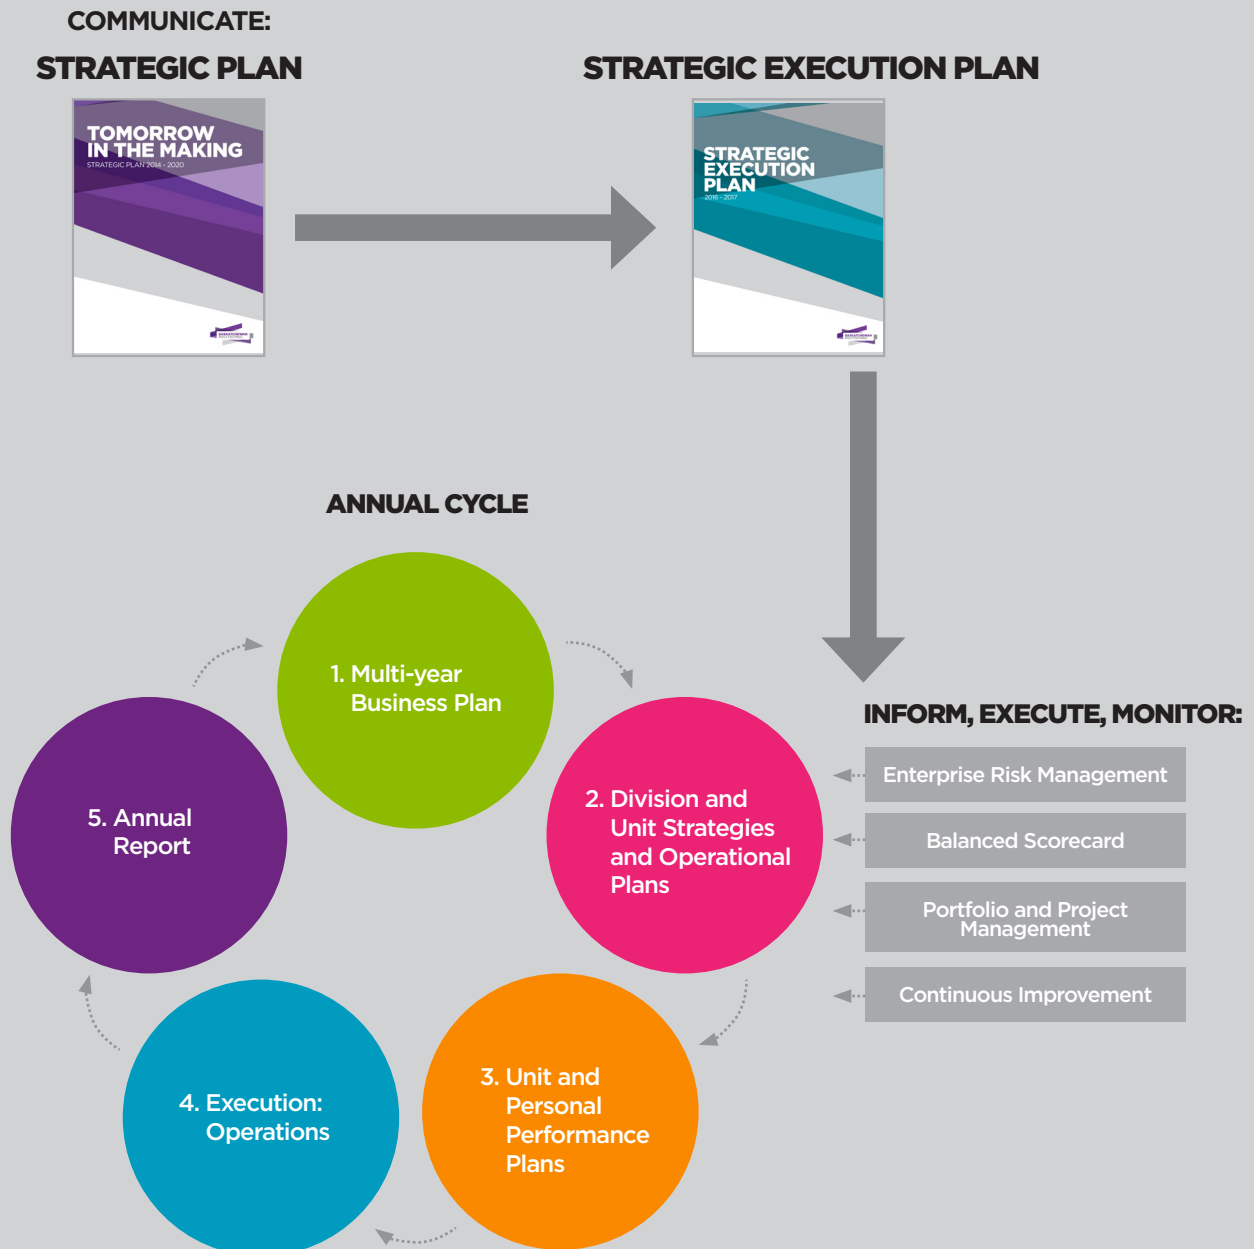 COMMUNICATE:
STRATEGIC PLAN
STRATEGIC EXECUTION PLAN
TOMORROW
IN THE MAKING
STRATEGIC PLAN 2014 - 2020
SASKATCHEWAN
STRATEGIC
EXECUTION
PLAN
2016 - 2017
SASKATCHEWAN
ANNUAL CYCLE
1. Multi-year
Business Plan
2. Division and
Unit Strategies
and Operational
Plans
3. Unit and
Personal
Performance
Plans
4. Execution:
Operations
5. Annual
Report
INFORM, EXECUTE, MONITOR:
Enterprise Risk Management
Balanced Scorecard
Portfolio and Project
Management
Continuous Improvement